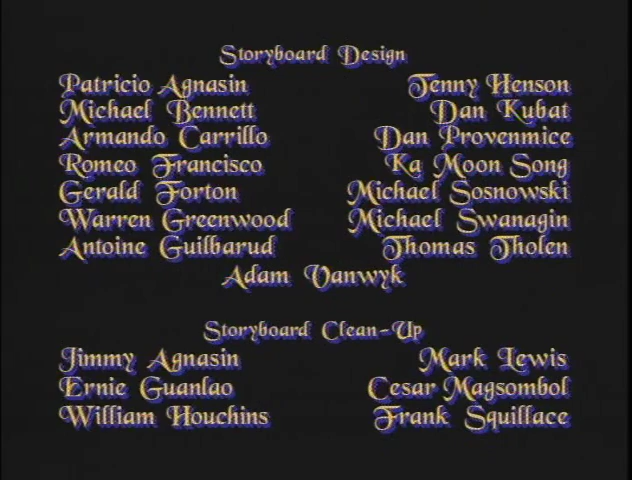 Storyboard Design
Patricio Agnasin Jenny Henson
Michael Bennett Dan Kubat
Armando Carrillo Dan Provenmice
Romeo Francisco Ka Moon Song
Gerald Forton Michael Sosnowski
Warren Greenwood Michael Swanagin
Antoine Guilbarud Thomas Tholen
Adam Vanwyk
Storyboard Clean-Up
Jimmy Agnasin Mark Lewis
Ernie Guanlao Cesar Magsombol
William Houchins Frank Squillace